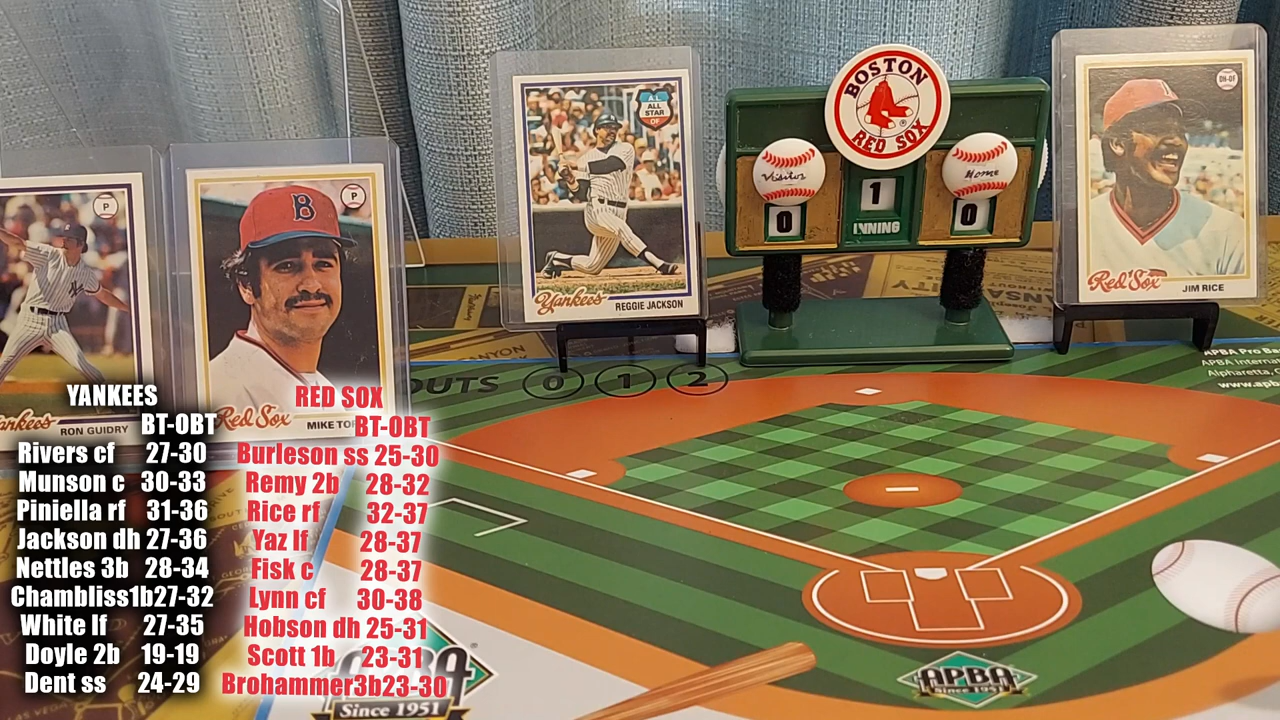 P
P
B
A.L.
ALL
STAR
OF
Yankees
REGGIE JACKSON
BOSTON
RED SOX
Visitor
Home
0
1
0
INNING
DH-OF
Red Sox
JIM RICE
RON GUIDRY
Red Sox
OUTS 0 1 2
YANKEES
BT-OBT
Rivers cf 27-30
Munson c 30-33
Piniella rf 31-36
Jackson dh 27-36
Nettles 3b 28-34
Chambliss1b27-32
White lf 27-35
Doyle 2b 19-19
Dent ss 24-29
RED SOX
BT-OBT
Burleson ss 25-30
Remy 2b 28-32
Rice rf 32-37
Yaz lf 28-37
Fisk c 28-37
Lynn cf 30-38
Hobson dh 25-31
Scott 1b 23-31
Brohammer3b23-30
APBA
Since 1951
APBA
Since 1951